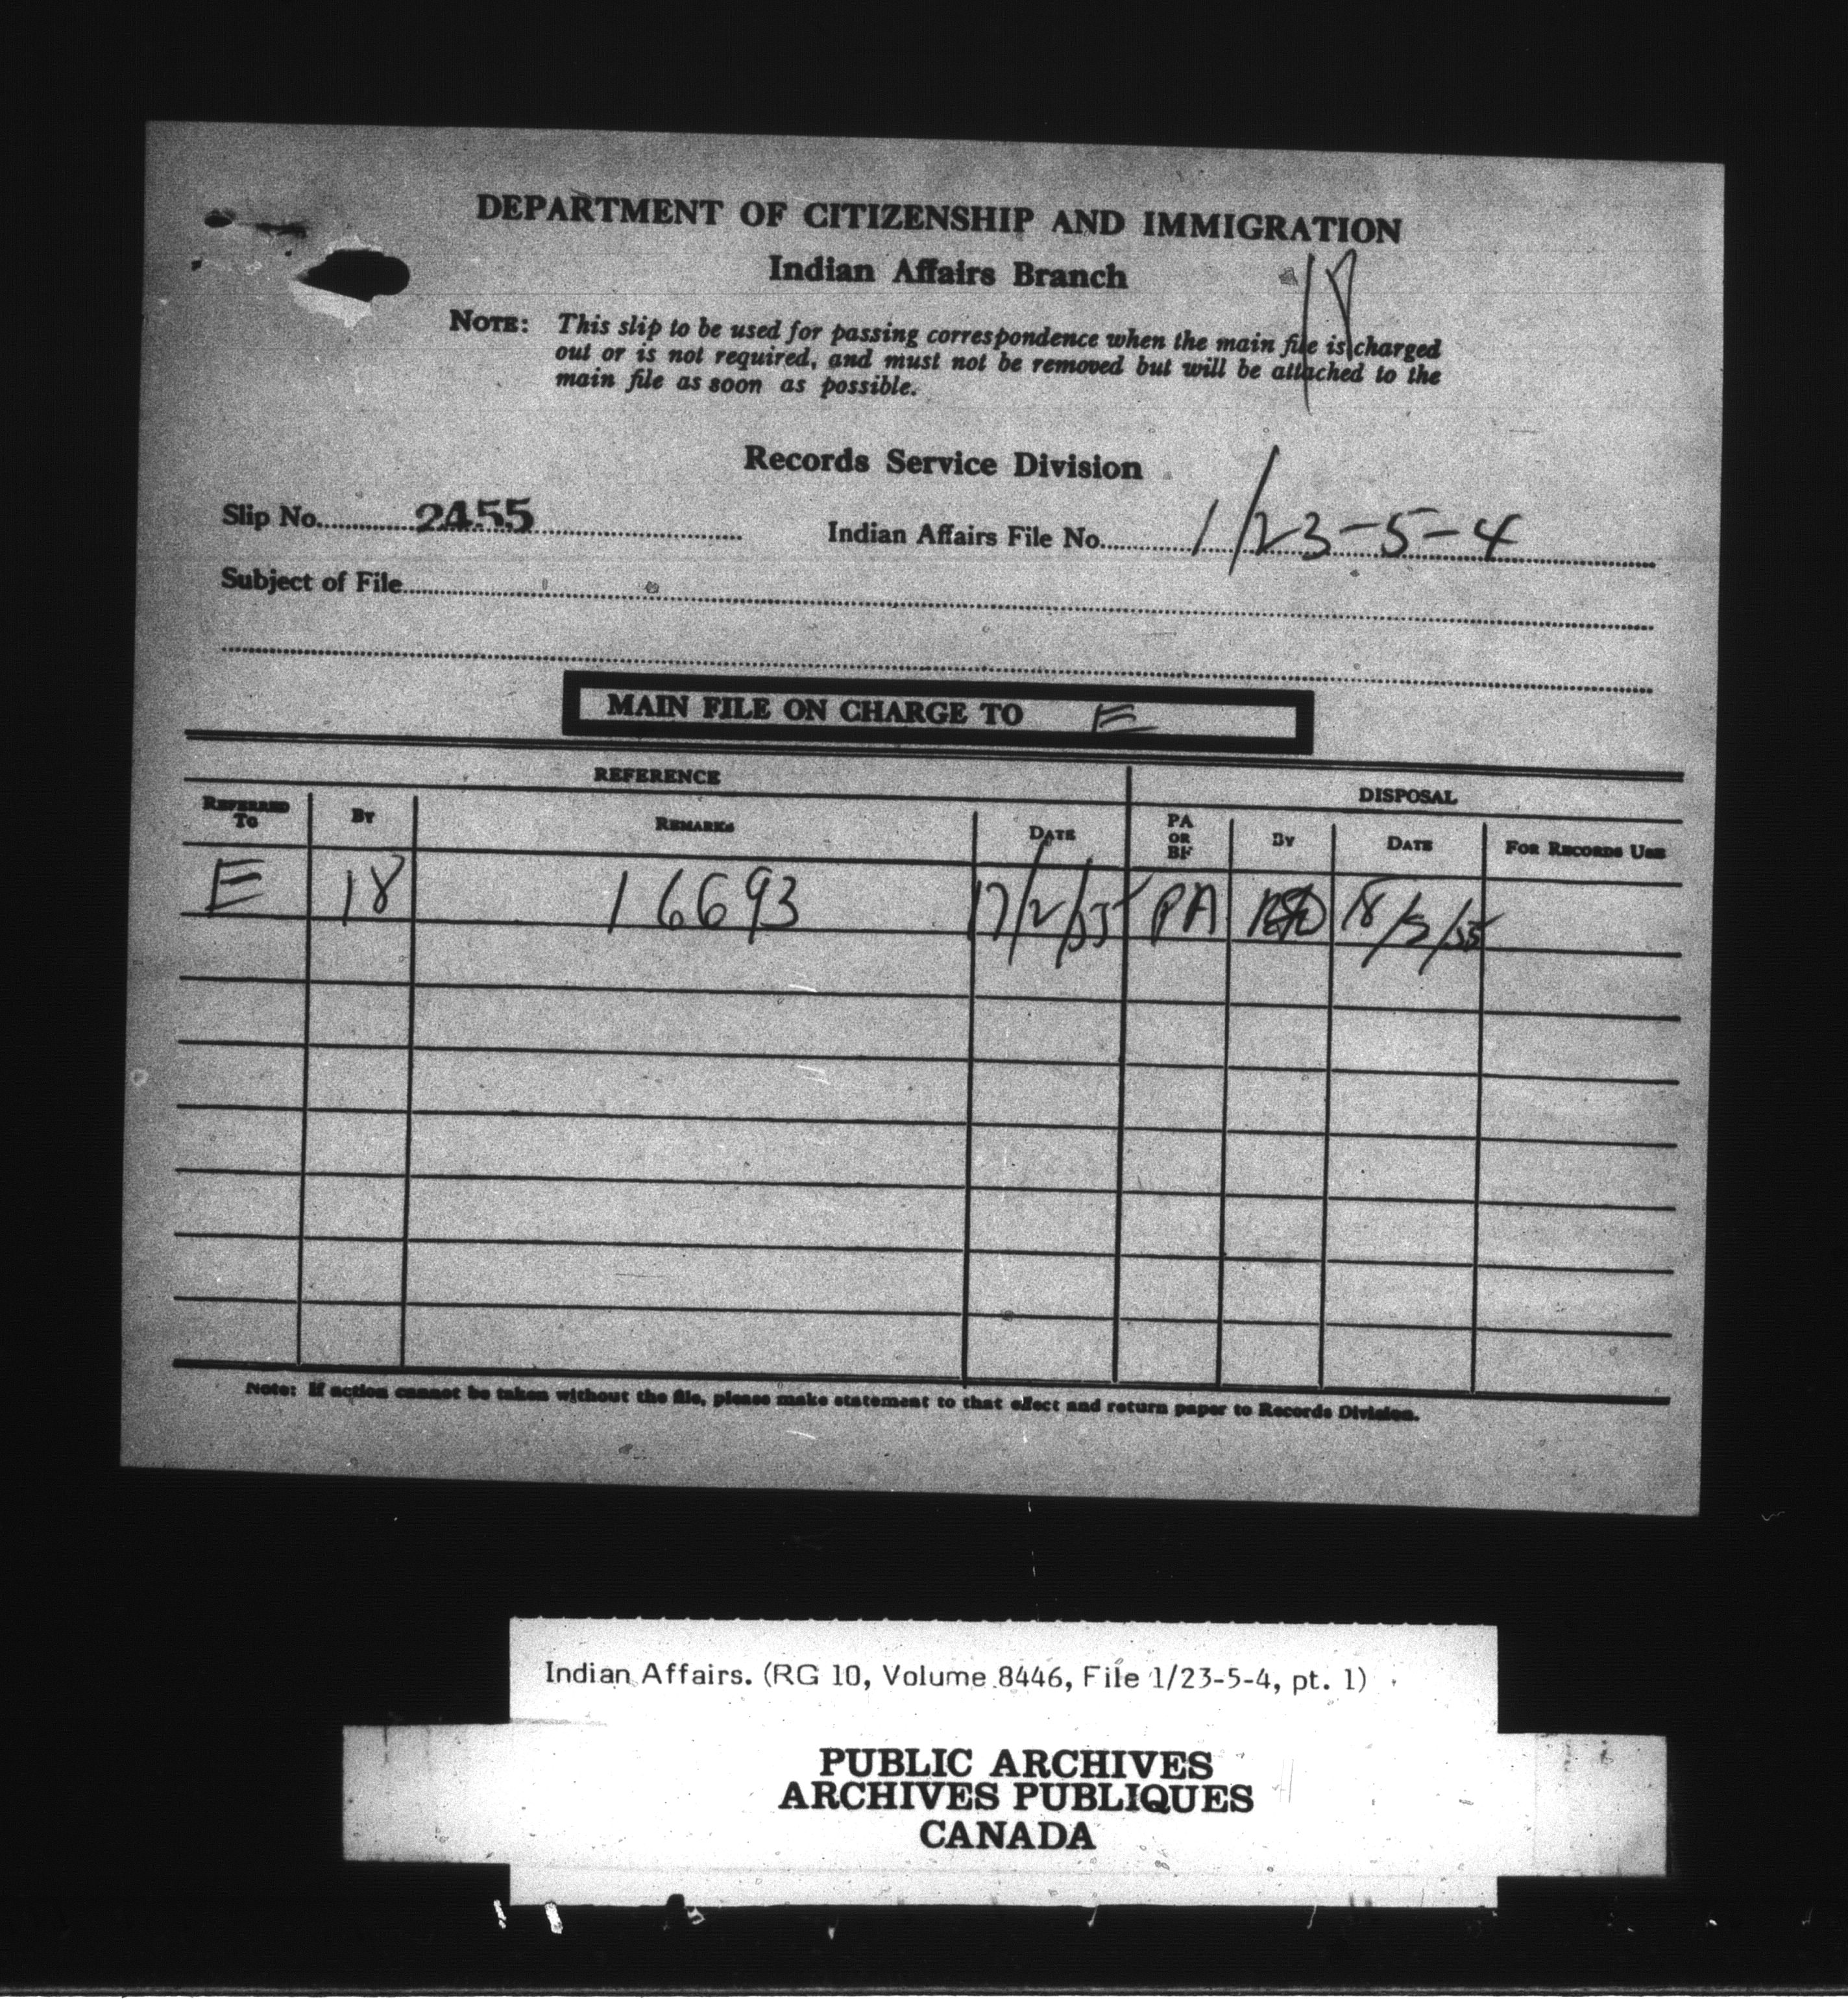 DEPARTMENT OF CITIZENSHIP AND IMMIGRATION
Indian Affairs Branch
18
NOTE: This slip to be used for passing correspondence when the main file is charged
out or is not required, and must not be removed but will be attached to the
main file as soon as possible.
Records Service Division
Slip No. 2455 Indian Affairs File No. 1/23-5-4
Subject of File
MAIN FILE ON CHARGE TO E
REFERENCE DISPOSAL
REFERRED TO BY REMARKS DATE PA OR BF BY DATE FOR RECORDS USE
E 18 16693 17/2/55 PA 18/2/55
Note: If action cannot be taken without the file, please make statement to that effect and return paper to Records Division.
Indian Affairs. (RG 10, Volume 8446, File 1/23-5-4, pt. 1)
PUBLIC ARCHIVES
ARCHIVES PUBLIQUES
CANADA